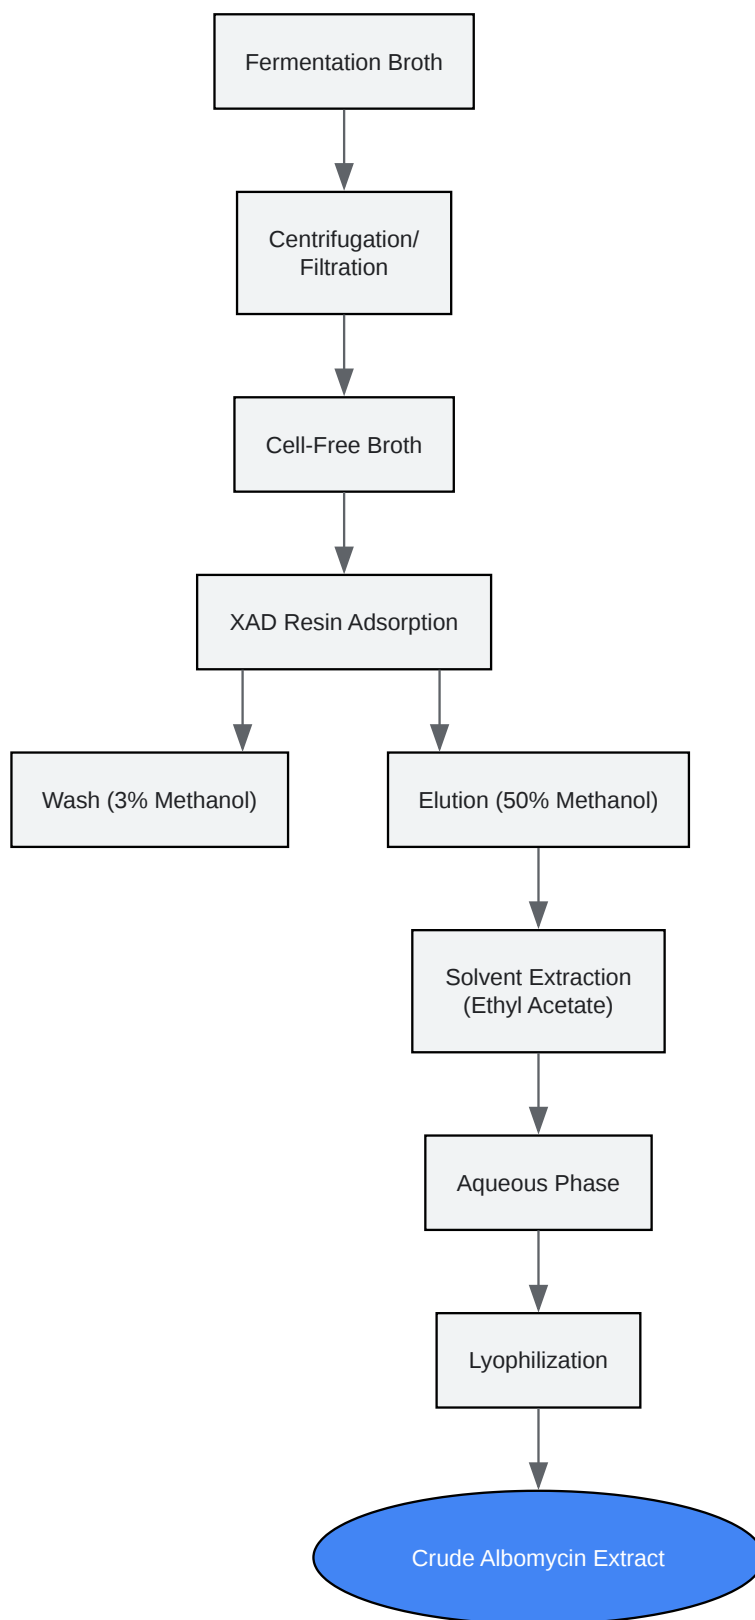 Fermentation Broth
Centrifugation/
Filtration
Cell-Free Broth
XAD Resin Adsorption
Wash (3% Methanol)
Elution (50% Methanol)
Solvent Extraction
(Ethyl Acetate)
Aqueous Phase
Lyophilization
Crude Albomycin Extract